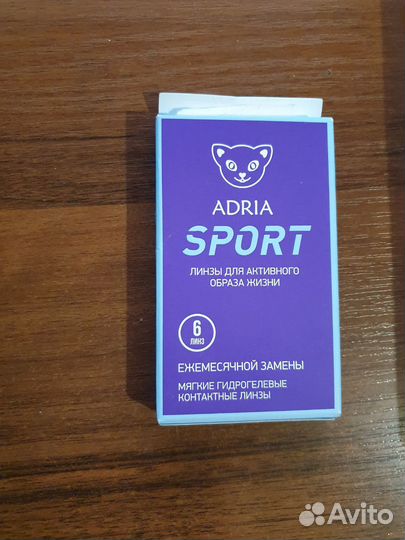 ADRIA
SPORT
ЛИНЗЫ ДЛЯ АКТИВНОГО
ОБРАЗА ЖИЗНИ
6
ЛИНЗ
ЕЖЕМЕСЯЧНОЙ ЗАМЕНЫ
МЯГКИЕ ГИДРОГЕЛЕВЫЕ
КОНТАКТНЫЕ ЛИНЗЫ
Avito